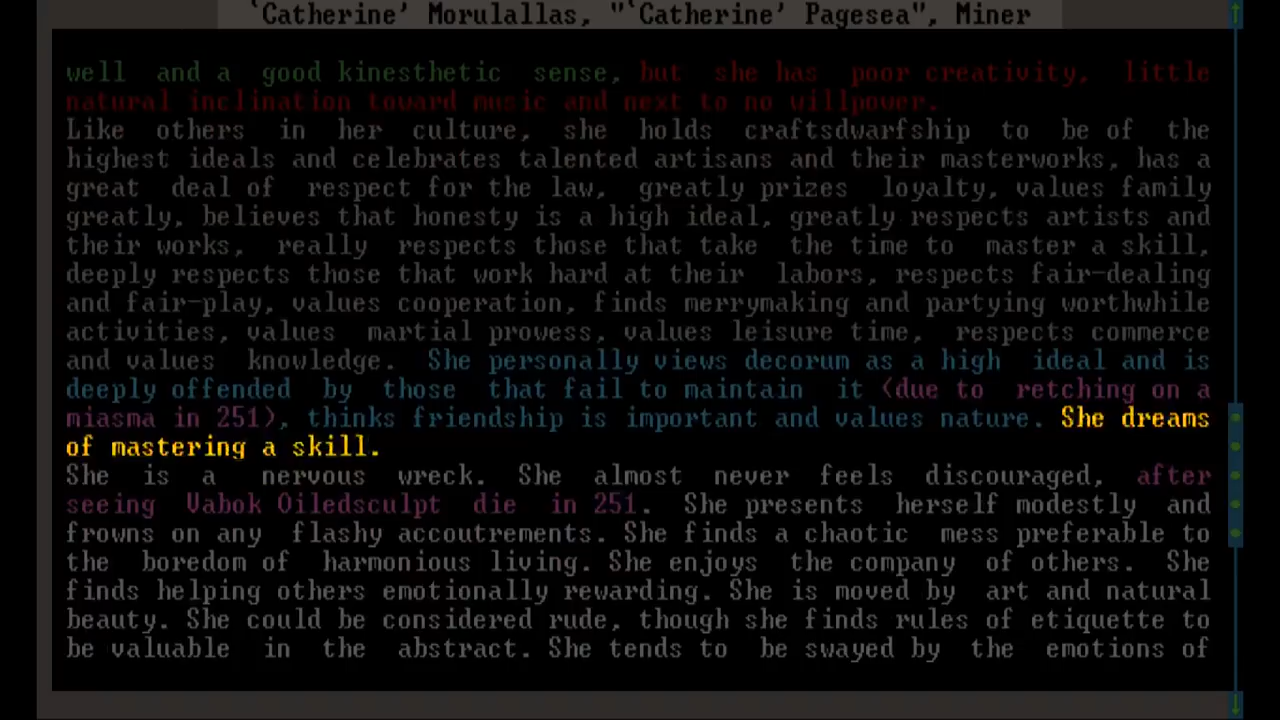 `Catherine' Morulallas, "`Catherine' Pagesea", Miner
well and a good kinesthetic sense, but she has poor creativity, little
natural inclination toward music and next to no willpower.
Like others in her culture, she holds craftsdwarfship to be of the
highest ideals and celebrates talented artisans and their masterworks, has a
great deal of respect for the law, greatly prizes loyalty, values family
greatly, believes that honesty is a high ideal, greatly respects artists and
their works, really respects those that take the time to master a skill,
deeply respects those that work hard at their labors, respects fair-dealing
and fair-play, values cooperation, finds merrymaking and partying worthwhile
activities, values martial prowess, values leisure time, respects commerce
and values knowledge. She personally views decorum as a high ideal and is
deeply offended by those that fail to maintain it (due to retching on a
miasma in 251), thinks friendship is important and values nature. She dreams
of mastering a skill.
She is a nervous wreck. She almost never feels discouraged, after
seeing Vabok Oiledsculpt die in 251. She presents herself modestly and
frowns on any flashy accoutrements. She finds a chaotic mess preferable to
the boredom of harmonious living. She enjoys the company of others. She
finds helping others emotionally rewarding. She is moved by art and natural
beauty. She could be considered rude, though she finds rules of etiquette to
be valuable in the abstract. She tends to be swayed by the emotions of